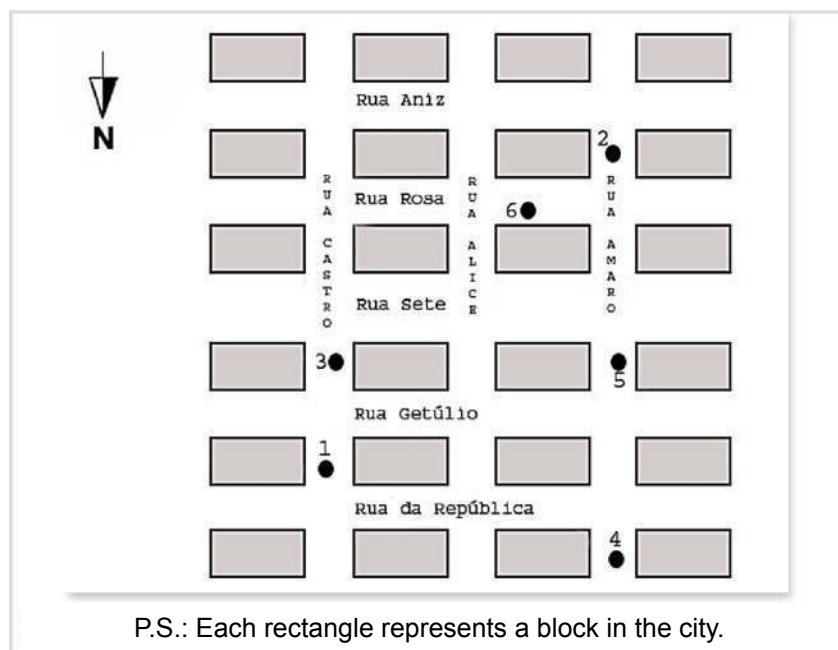 N
Rua Aniz
2
RUA CASTRO
Rua Rosa
RUA ALICE
6
RUA AMARO
Rua Sete
3
5
Rua Getúlio
1
Rua da República
4
P.S.: Each rectangle represents a block in the city.